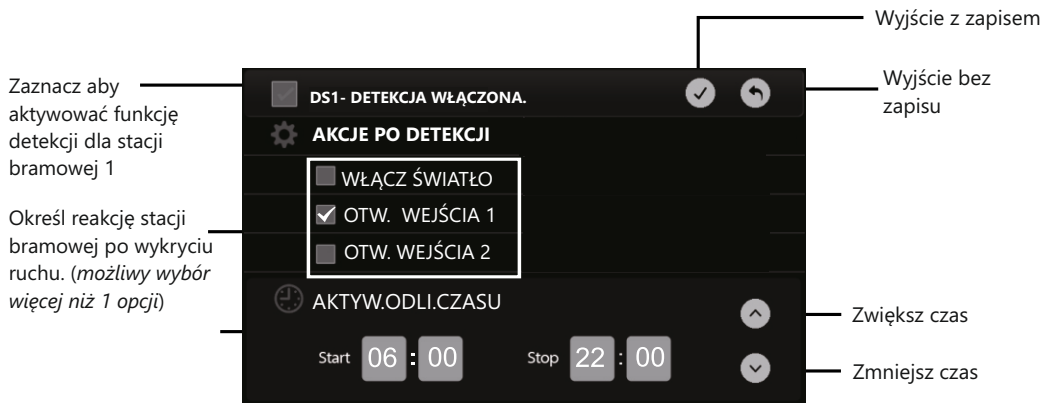 Wyjście z zapisem
Zaznacz aby
aktywować funkcję
detekcji dla stacji
bramowej 1
Wyjście bez
zapisu
DS1- DETEKCJA WŁĄCZONA.
AKCJE PO DETEKCJI
WŁĄCZ ŚWIATŁO
OTW. WEJŚCIA 1
OTW. WEJŚCIA 2
Określ reakcję stacji
bramowej po wykryciu
ruchu. (możliwy wybór
więcej niż 1 opcji)
AKTYW.ODLI.CZASU
Start 06 : 00 Stop 22 : 00
Zwiększ czas
Zmniejsz czas